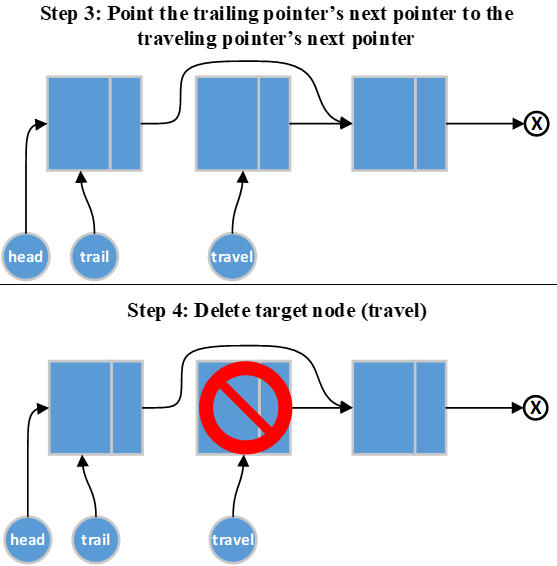 Step 3: Point the trailing pointer’s next pointer to the
traveling pointer’s next pointer
X
head
trail
travel
Step 4: Delete target node (travel)
X
head
trail
travel